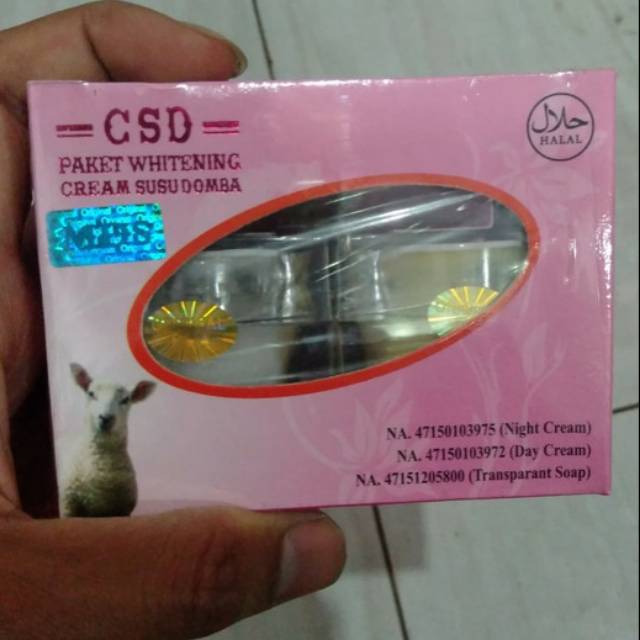 CSD
PAKET WHITENING
CREAM SUSU DOMBA
حلال
HALAL
NA. 47150103975 (Night Cream)
NA. 47150103972 (Day Cream)
NA. 47151205800 (Transparant Soap)